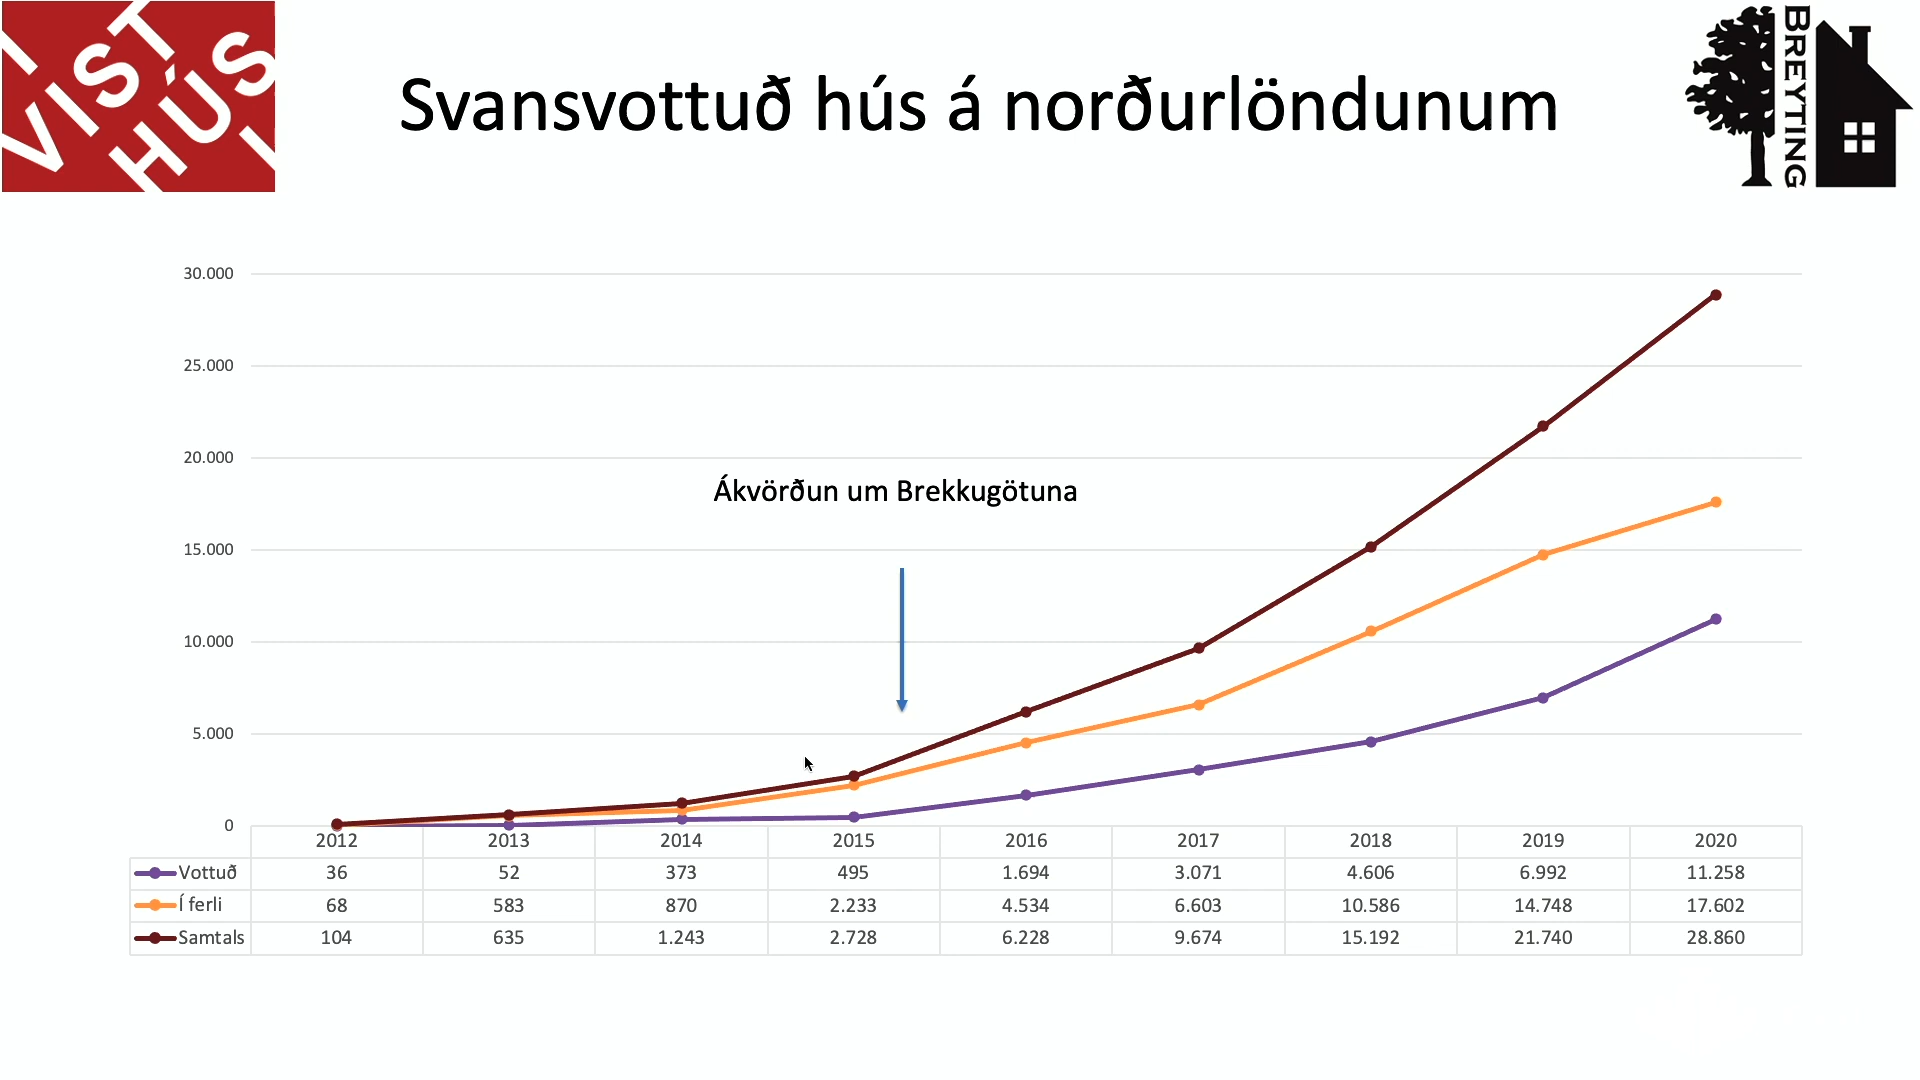 VIST
HÚS
Svansvottuð hús á norðurlöndunum
BREYTING
30.000
25.000
20.000
Ákvörðun um Brekkugötuna
15.000
10.000
5.000
0
2012 2013 2014 2015 2016 2017 2018 2019 2020
Vottuð 36 52 373 495 1.694 3.071 4.606 6.992 11.258
Í ferli 68 583 870 2.233 4.534 6.603 10.586 14.748 17.602
Samtals 104 635 1.243 2.728 6.228 9.674 15.192 21.740 28.860